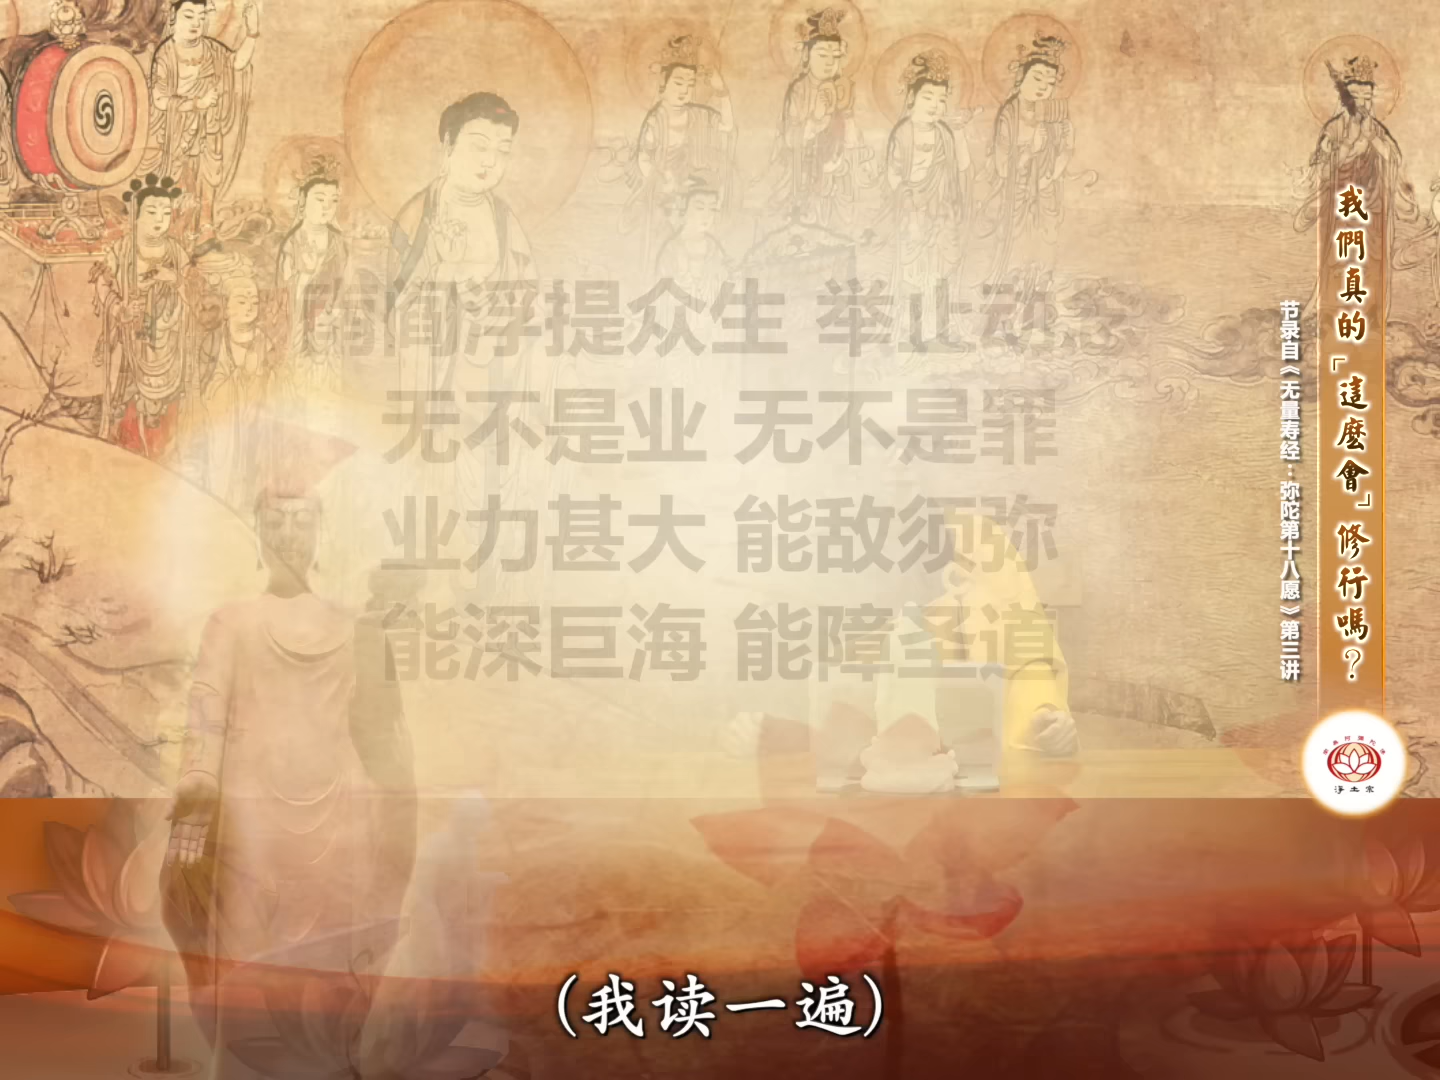 南阎浮提众生 举止动念
无不是业 无不是罪
业力甚大 能敌须弥
能深巨海 能障圣道
我們真的「這麼會」修行嗎？
节录自《无量寿经：弥陀第十八愿》第三讲
净土宗
（我读一遍）